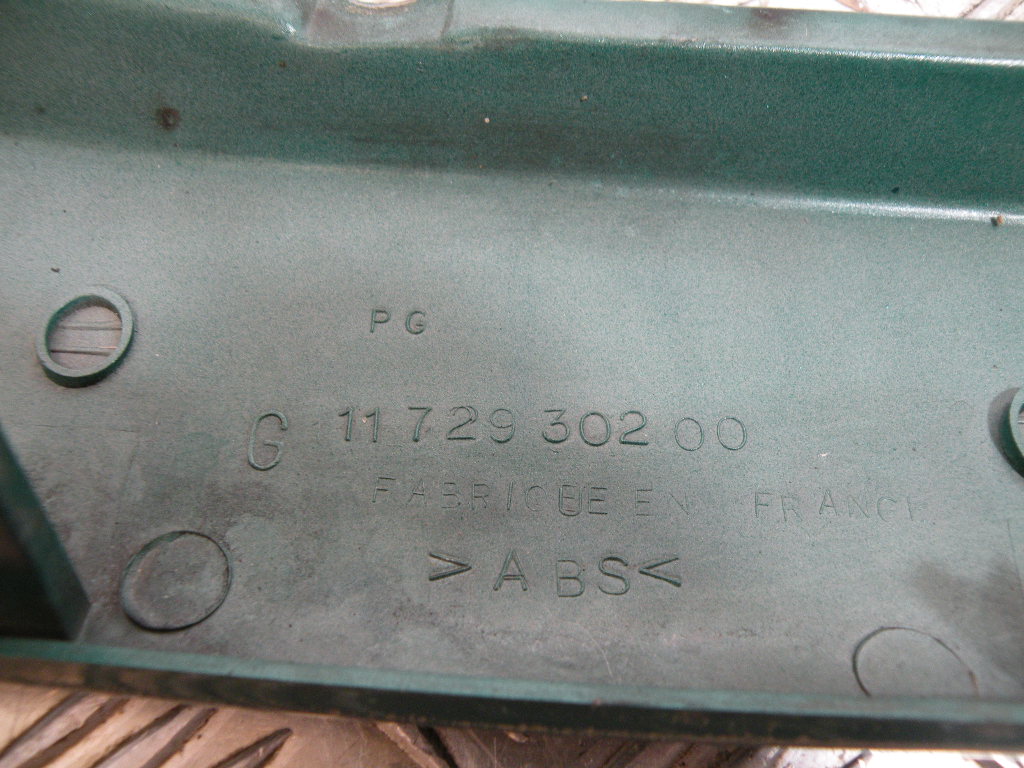 PG
G 11 729 302 00
FABRIQUE EN FRANCE
>ABS<